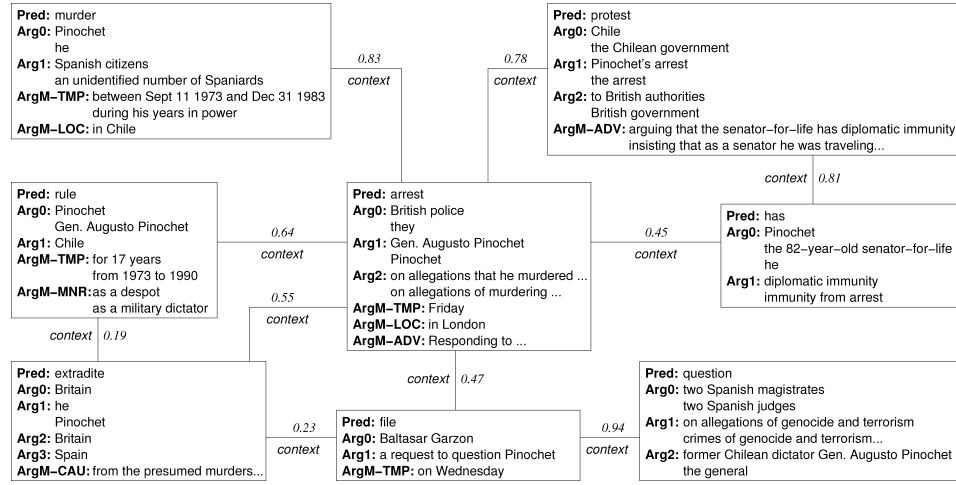 Pred: murder
Arg0: Pinochet
he
Arg1: Spanish citizens
an unidentified number of Spaniards
ArgM−TMP: between Sept 11 1973 and Dec 31 1983
during his years in power
ArgM−LOC: in Chile
0.83
context
0.78
context
Pred: protest
Arg0: Chile
the Chilean government
Arg1: Pinochet's arrest
the arrest
Arg2: to British authorities
British government
ArgM−ADV: arguing that the senator−for−life has diplomatic immunity
insisting that as a senator he was traveling...
context 0.81
Pred: rule
Arg0: Pinochet
Gen. Augusto Pinochet
Arg1: Chile
ArgM−TMP: for 17 years
from 1973 to 1990
ArgM−MNR: as a despot
as a military dictator
0.64
context
Pred: arrest
Arg0: British police
they
Arg1: Gen. Augusto Pinochet
Pinochet
Arg2: on allegations that he murdered ...
on allegations of murdering ...
ArgM−TMP: Friday
ArgM−LOC: in London
ArgM−ADV: Responding to ...
0.45
context
Pred: has
Arg0: Pinochet
the 82−year−old senator−for−life
he
Arg1: diplomatic immunity
immunity from arrest
0.55
context
context 0.19
context 0.47
Pred: extradite
Arg0: Britain
Arg1: he
Pinochet
Arg2: Britain
Arg3: Spain
ArgM−CAU: from the presumed murders...
0.23
context
Pred: file
Arg0: Baltasar Garzon
Arg1: a request to question Pinochet
ArgM−TMP: on Wednesday
0.94
context
Pred: question
Arg0: two Spanish magistrates
two Spanish judges
Arg1: on allegations of genocide and terrorism
crimes of genocide and terrorism...
Arg2: former Chilean dictator Gen. Augusto Pinochet
the general